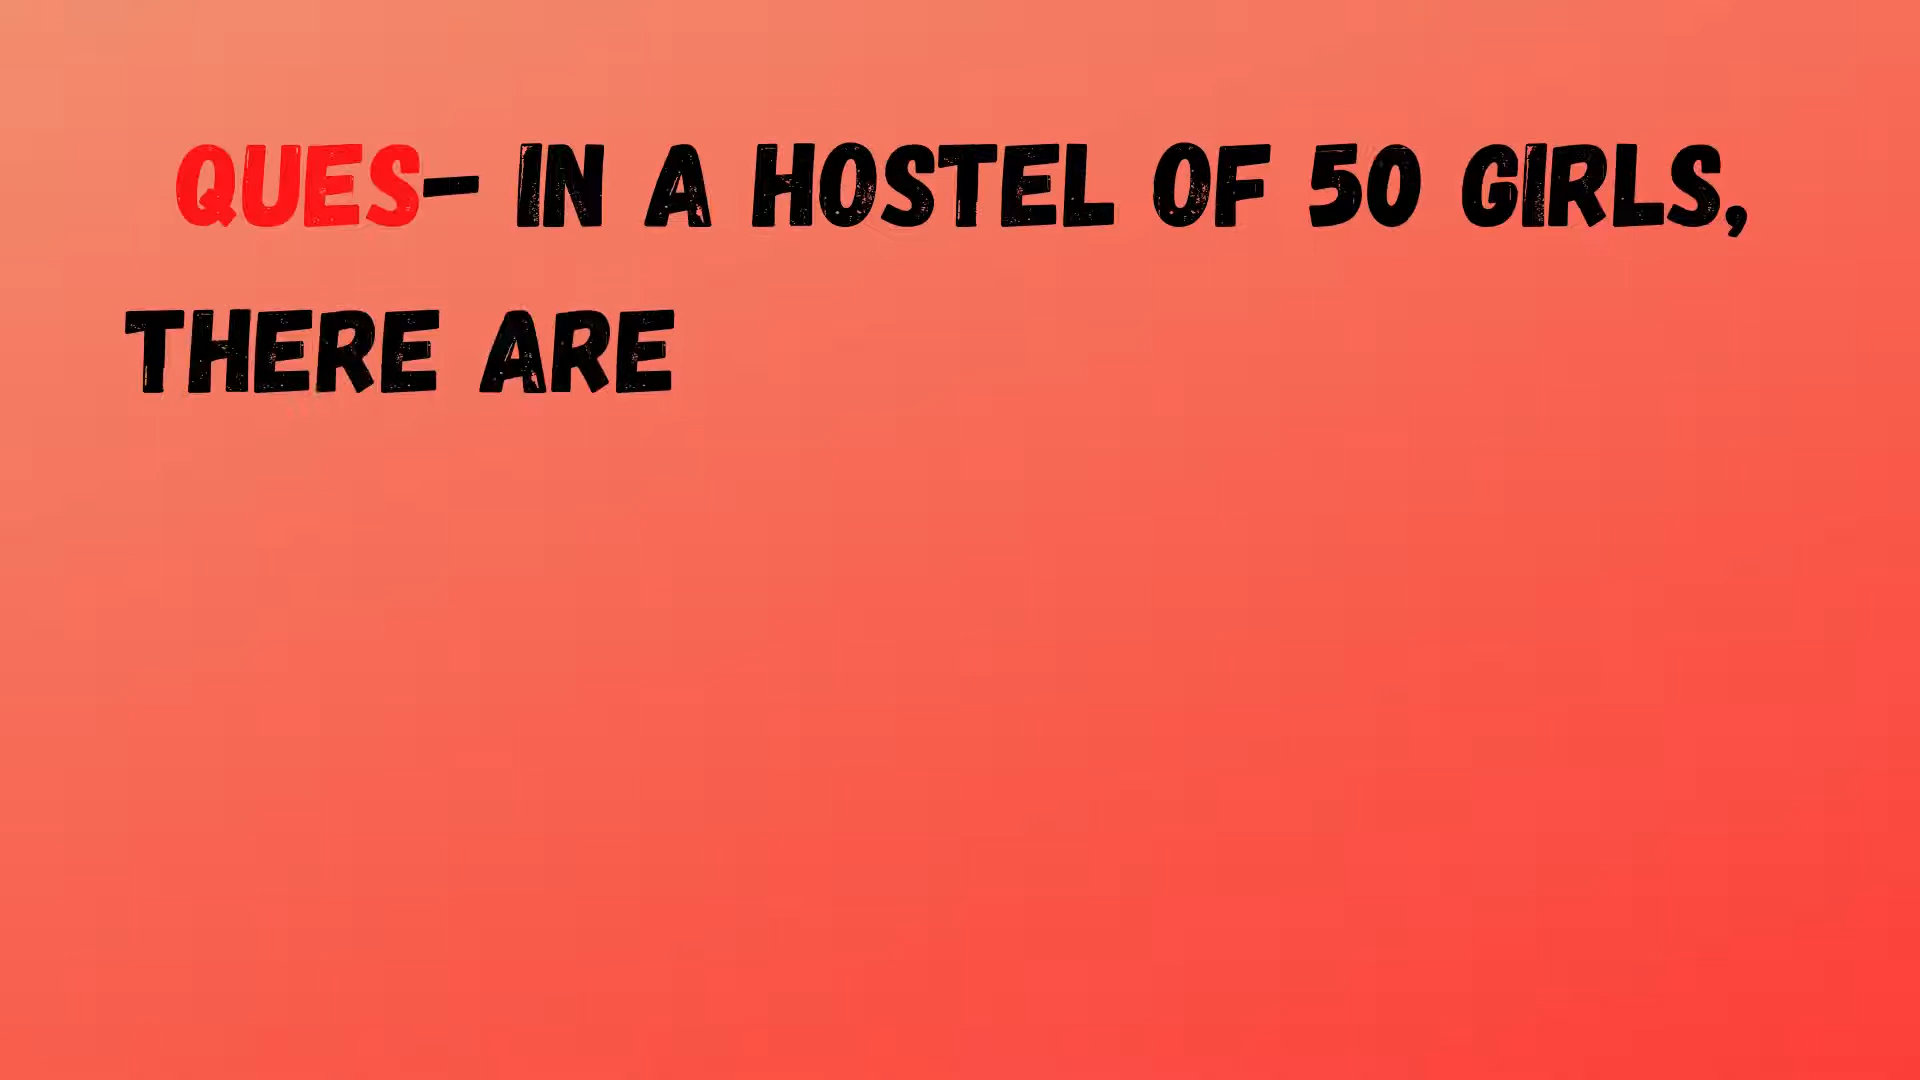 QUES- IN A HOSTEL OF 50 GIRLS,
THERE ARE